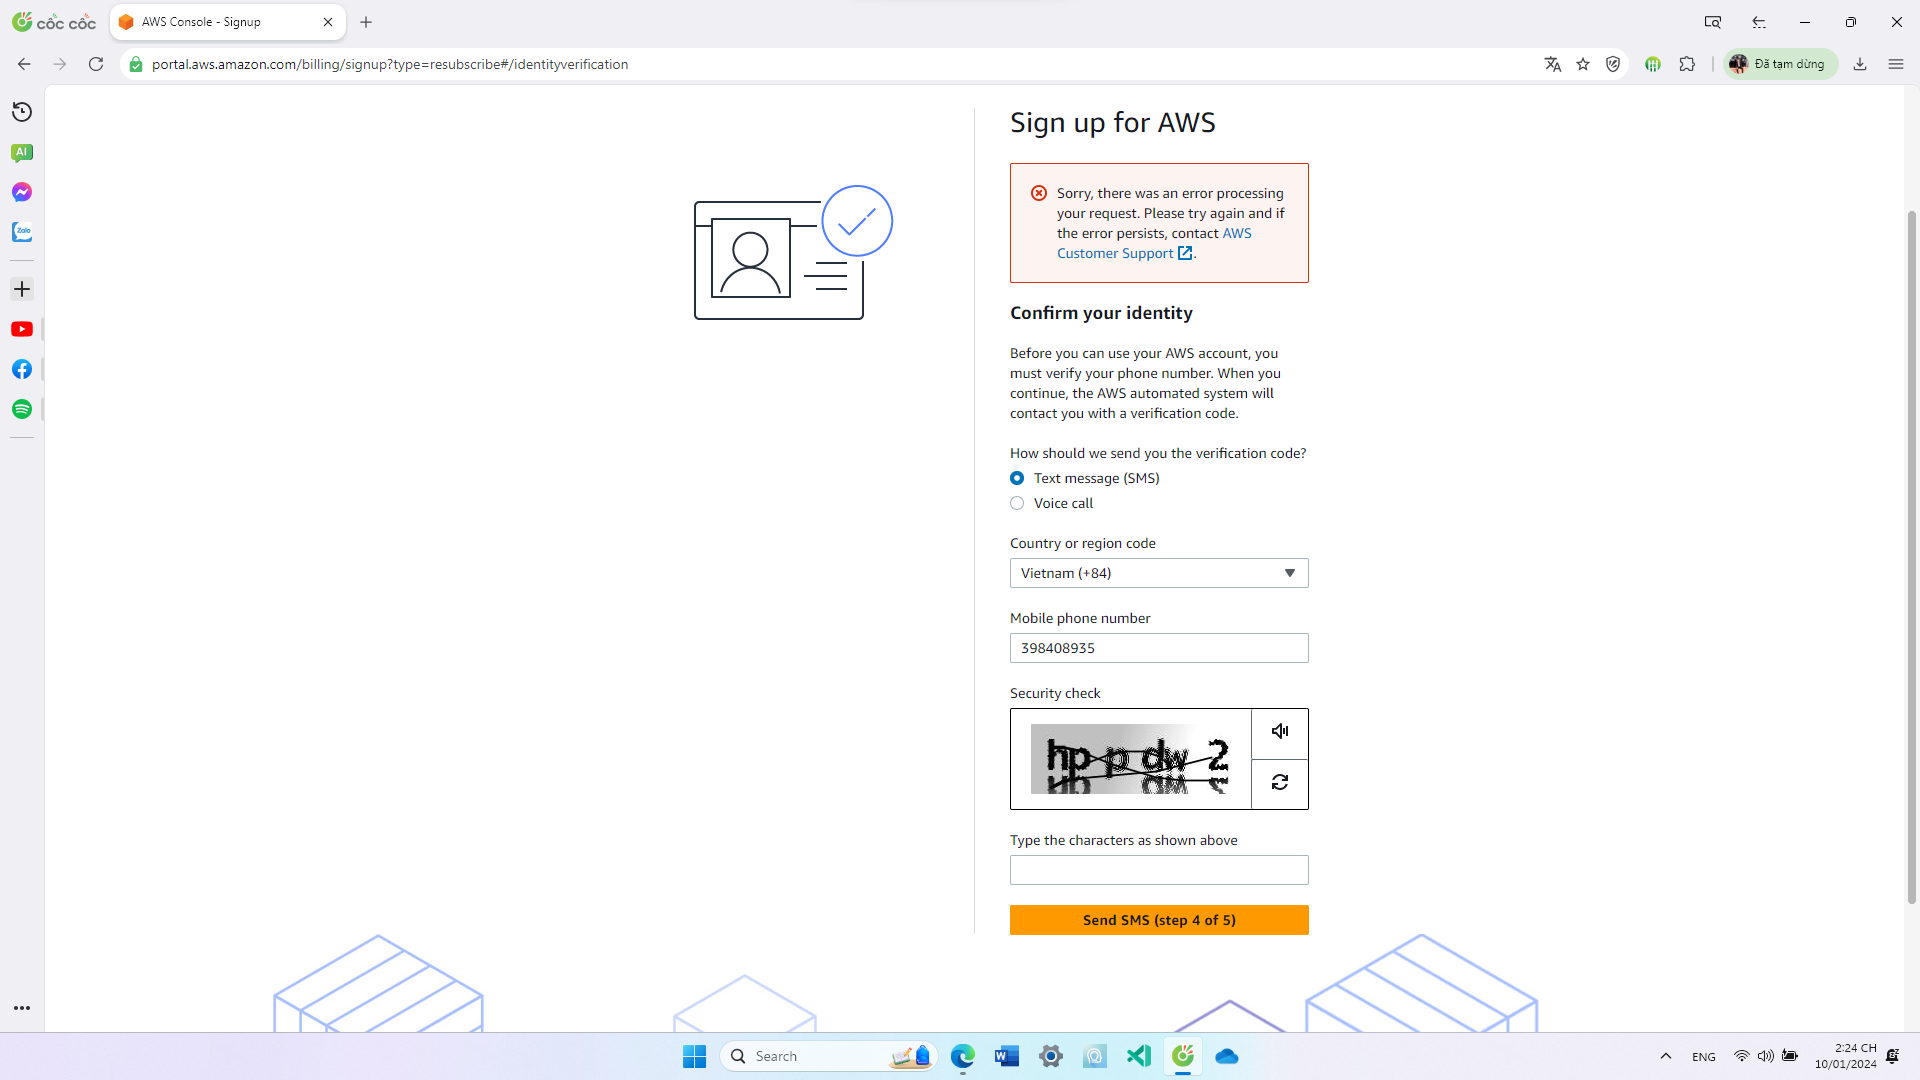 cốc cốc
AWS Console - Signup
portal.aws.amazon.com/billing/signup?type=resubscribe#/identityverification
Đã tạm dừng
AI
Zalo
Sign up for AWS
Sorry, there was an error processing
your request. Please try again and if
the error persists, contact AWS
Customer Support.
Confirm your identity
Before you can use your AWS account, you
must verify your phone number. When you
continue, the AWS automated system will
contact you with a verification code.
How should we send you the verification code?
Text message (SMS)
Voice call
Country or region code
Vietnam (+84)
Mobile phone number
398408935
Security check
hppdw2
Type the characters as shown above
Send SMS (step 4 of 5)
Search
W
ENG
2:24 CH
10/01/2024